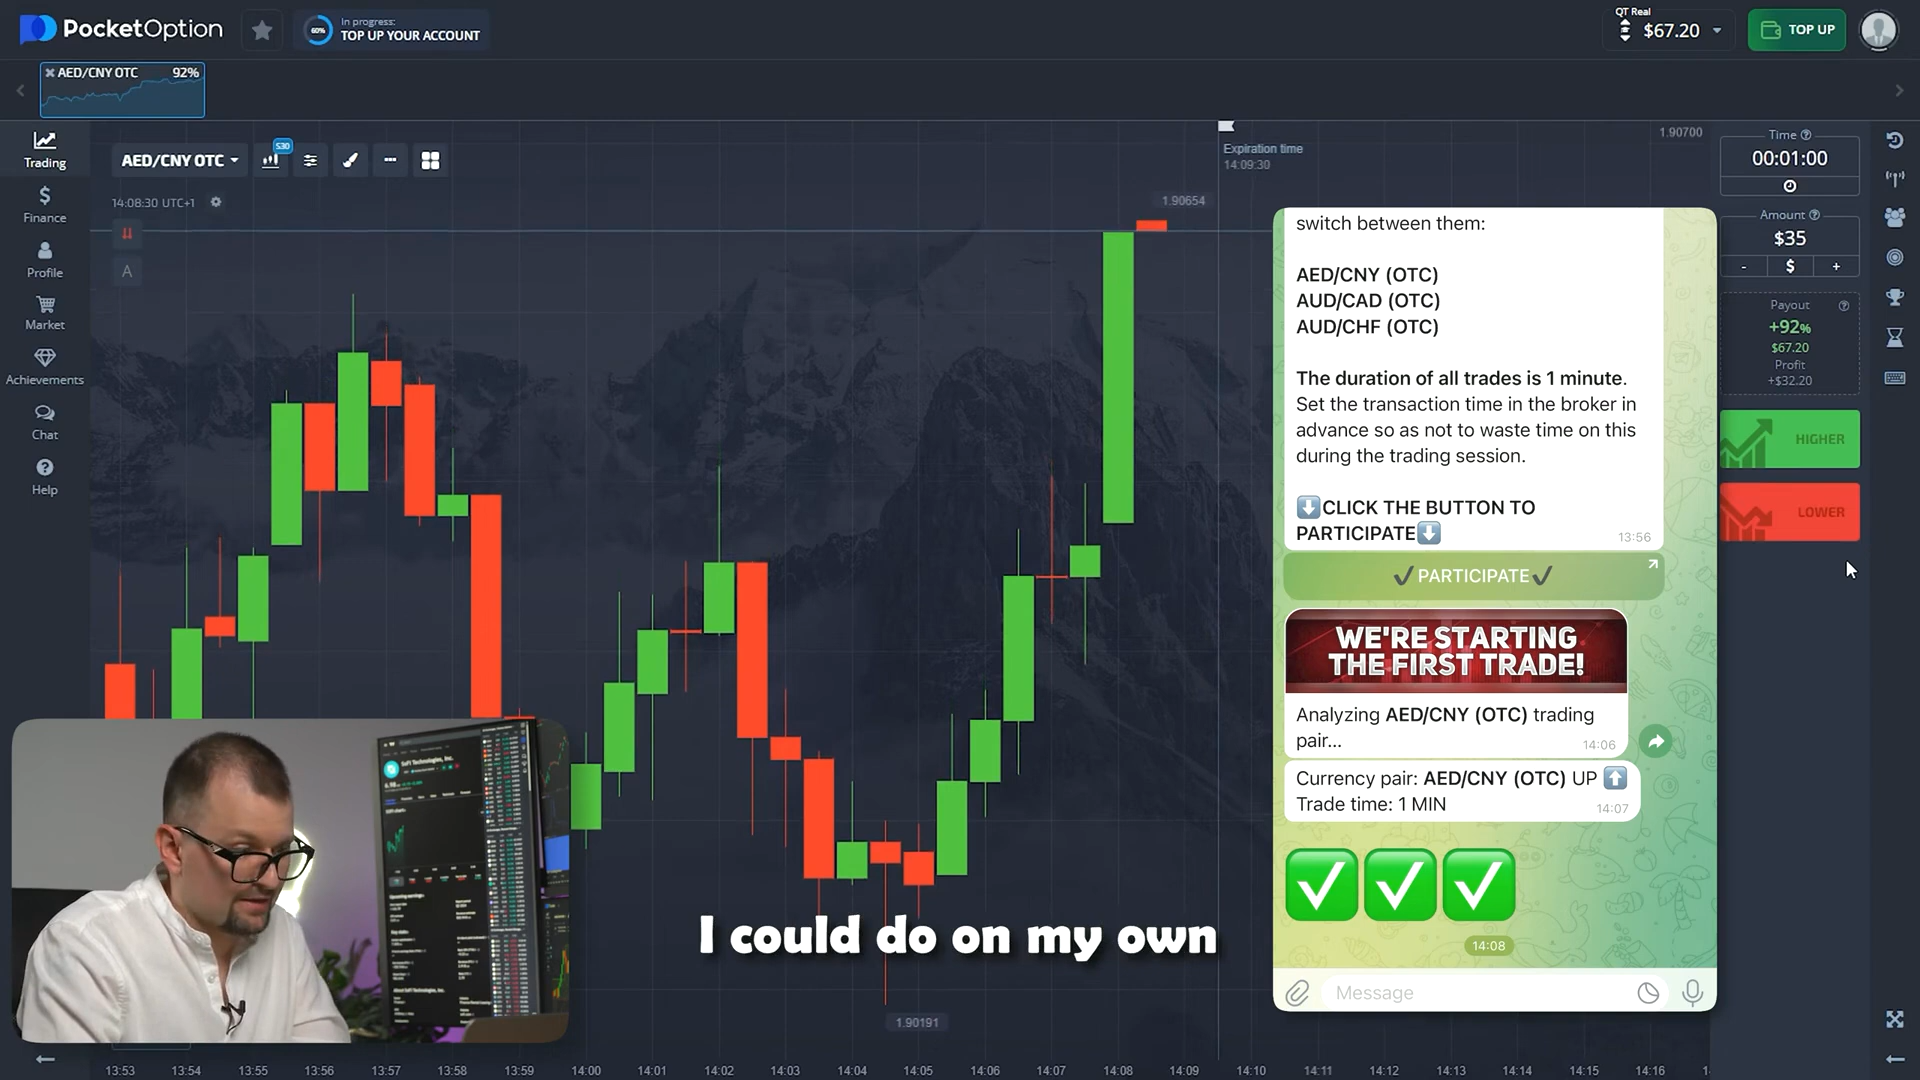 PocketOption
60%
In progress:
TOP UP YOUR ACCOUNT
QT Real
$67.20
TOP UP
AED/CNY OTC 92%
Trading
Finance
Profile
Market
Achievements
Chat
Help
AED/CNY OTC
S30
14:08:30 UTC+1
A
Expiration time
14:09:30
1.90700
1.90654
1.90191
Time
00:01:00
Amount
$35
- $ +
Payout
+92%
$67.20
Profit
+$32.20
HIGHER
LOWER
switch between them:
AED/CNY (OTC)
AUD/CAD (OTC)
AUD/CHF (OTC)
The duration of all trades is 1 minute.
Set the transaction time in the broker in
advance so as not to waste time on this
during the trading session.
⬇️CLICK THE BUTTON TO
PARTICIPATE⬇️
13:56
✔PARTICIPATE✔
WE'RE STARTING
THE FIRST TRADE!
Analyzing AED/CNY (OTC) trading
pair...
14:06
Currency pair: AED/CNY (OTC) UP ⬆️
Trade time: 1 MIN
14:07
✅✅✅
14:08
Message
SoFi Technologies, Inc.
I could do on my own
13:53 13:54 13:55 13:56 13:57 13:58 13:59 14:00 14:01 14:02 14:03 14:04 14:05 14:06 14:07 14:08 14:09 14:10 14:11 14:12 14:13 14:14 14:15 14:16